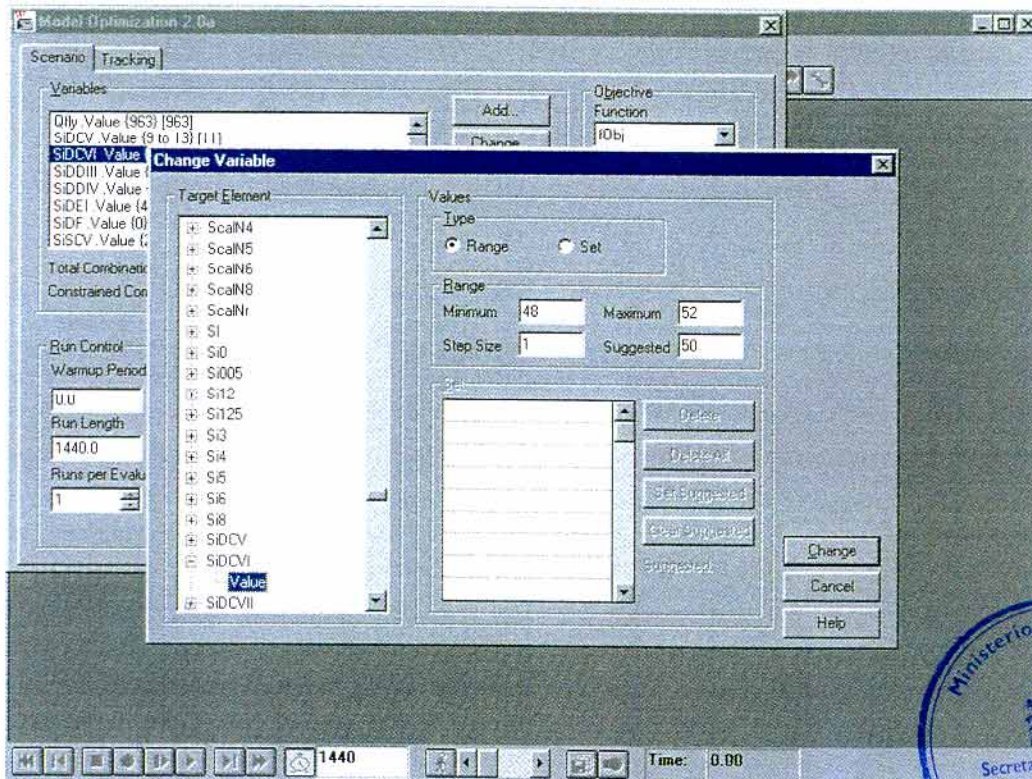 Model Optimization 2.0a
Scenario
Tracking
Variables
Qfly .Value {963} [963]
SiDCV .Value {9 to 13} [11]
SiDCVI .Value {
SiDDIII .Value {
SiDDIV .Value
SiDEI .Value {4
SiDF .Value {0}
SiSCV .Value {2
Total Combinatic
Constrained Con
Add...
Change
Objective
Function
fObj
Run Control
Warmup Period
0.0
Run Length
1440.0
Runs per Evalu
1
Change Variable
Target Element
ScalN4
ScalN5
ScalN6
ScalN8
ScalNr
SI
Si0
Si005
Si12
Si125
Si3
Si4
Si5
Si6
Si8
SiDCV
SiDCVI
Value
SiDCVII
Values
Type
Range
Set
Range
Minimum 48
Maximum 52
Step Size 1
Suggested 50
Set
Delete
Delete All
Set Suggested
Clear Suggested
Suggested:
Change
Cancel
Help
1440
Time: 0.00
Ministerio
Secret